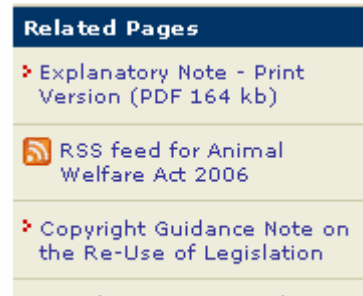 Related Pages
Explanatory Note - Print
Version (PDF 164 kb)
RSS feed for Animal
Welfare Act 2006
Copyright Guidance Note on
the Re-Use of Legislation